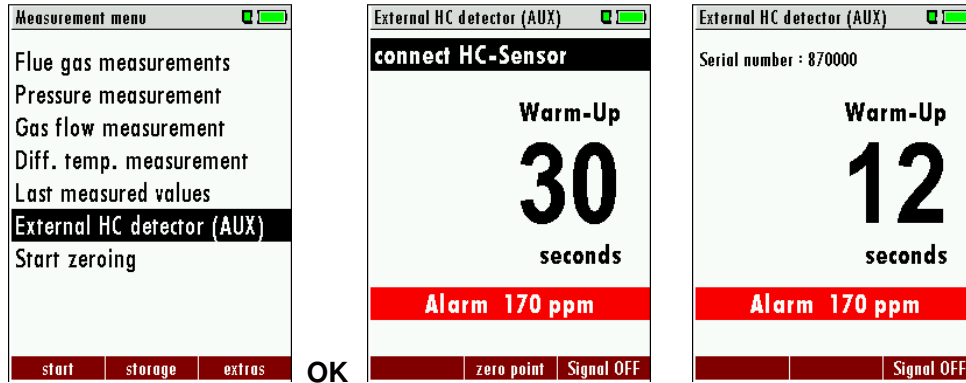 Measurement menu
Flue gas measurements
Pressure measurement
Gas flow measurement
Diff. temp. measurement
Last measured values
External HC detector (AUX)
Start zeroing
start storage extras
OK
External HC detector (AUX)
connect HC-Sensor
Warm-Up
30
seconds
Alarm 170 ppm
zero point Signal OFF
External HC detector (AUX)
Serial number : 870000
Warm-Up
12
seconds
Alarm 170 ppm
Signal OFF